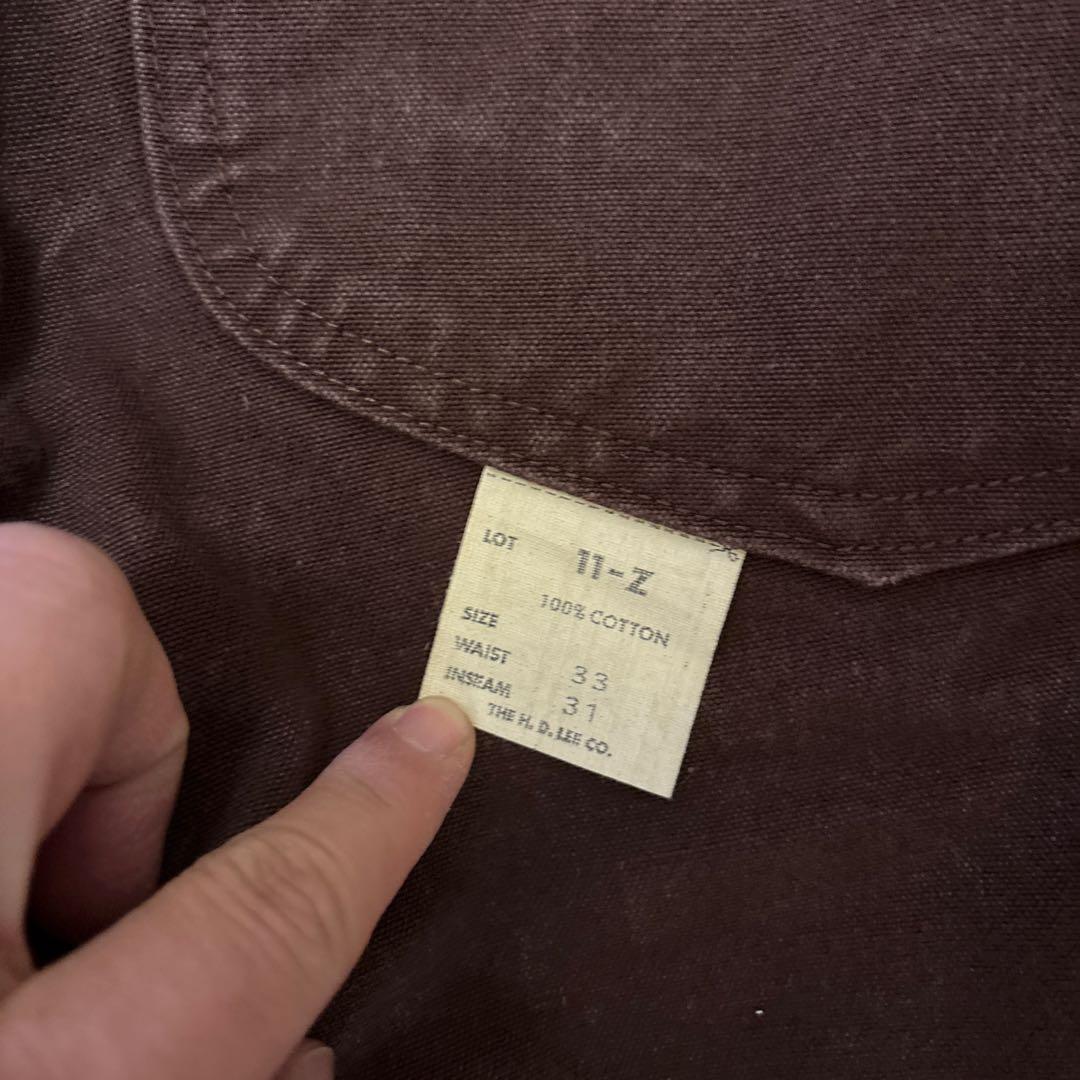 LOT 11-Z
100% COTTON
SIZE
WAIST 33
INSEAM 31
THE H. D. LEE CO.